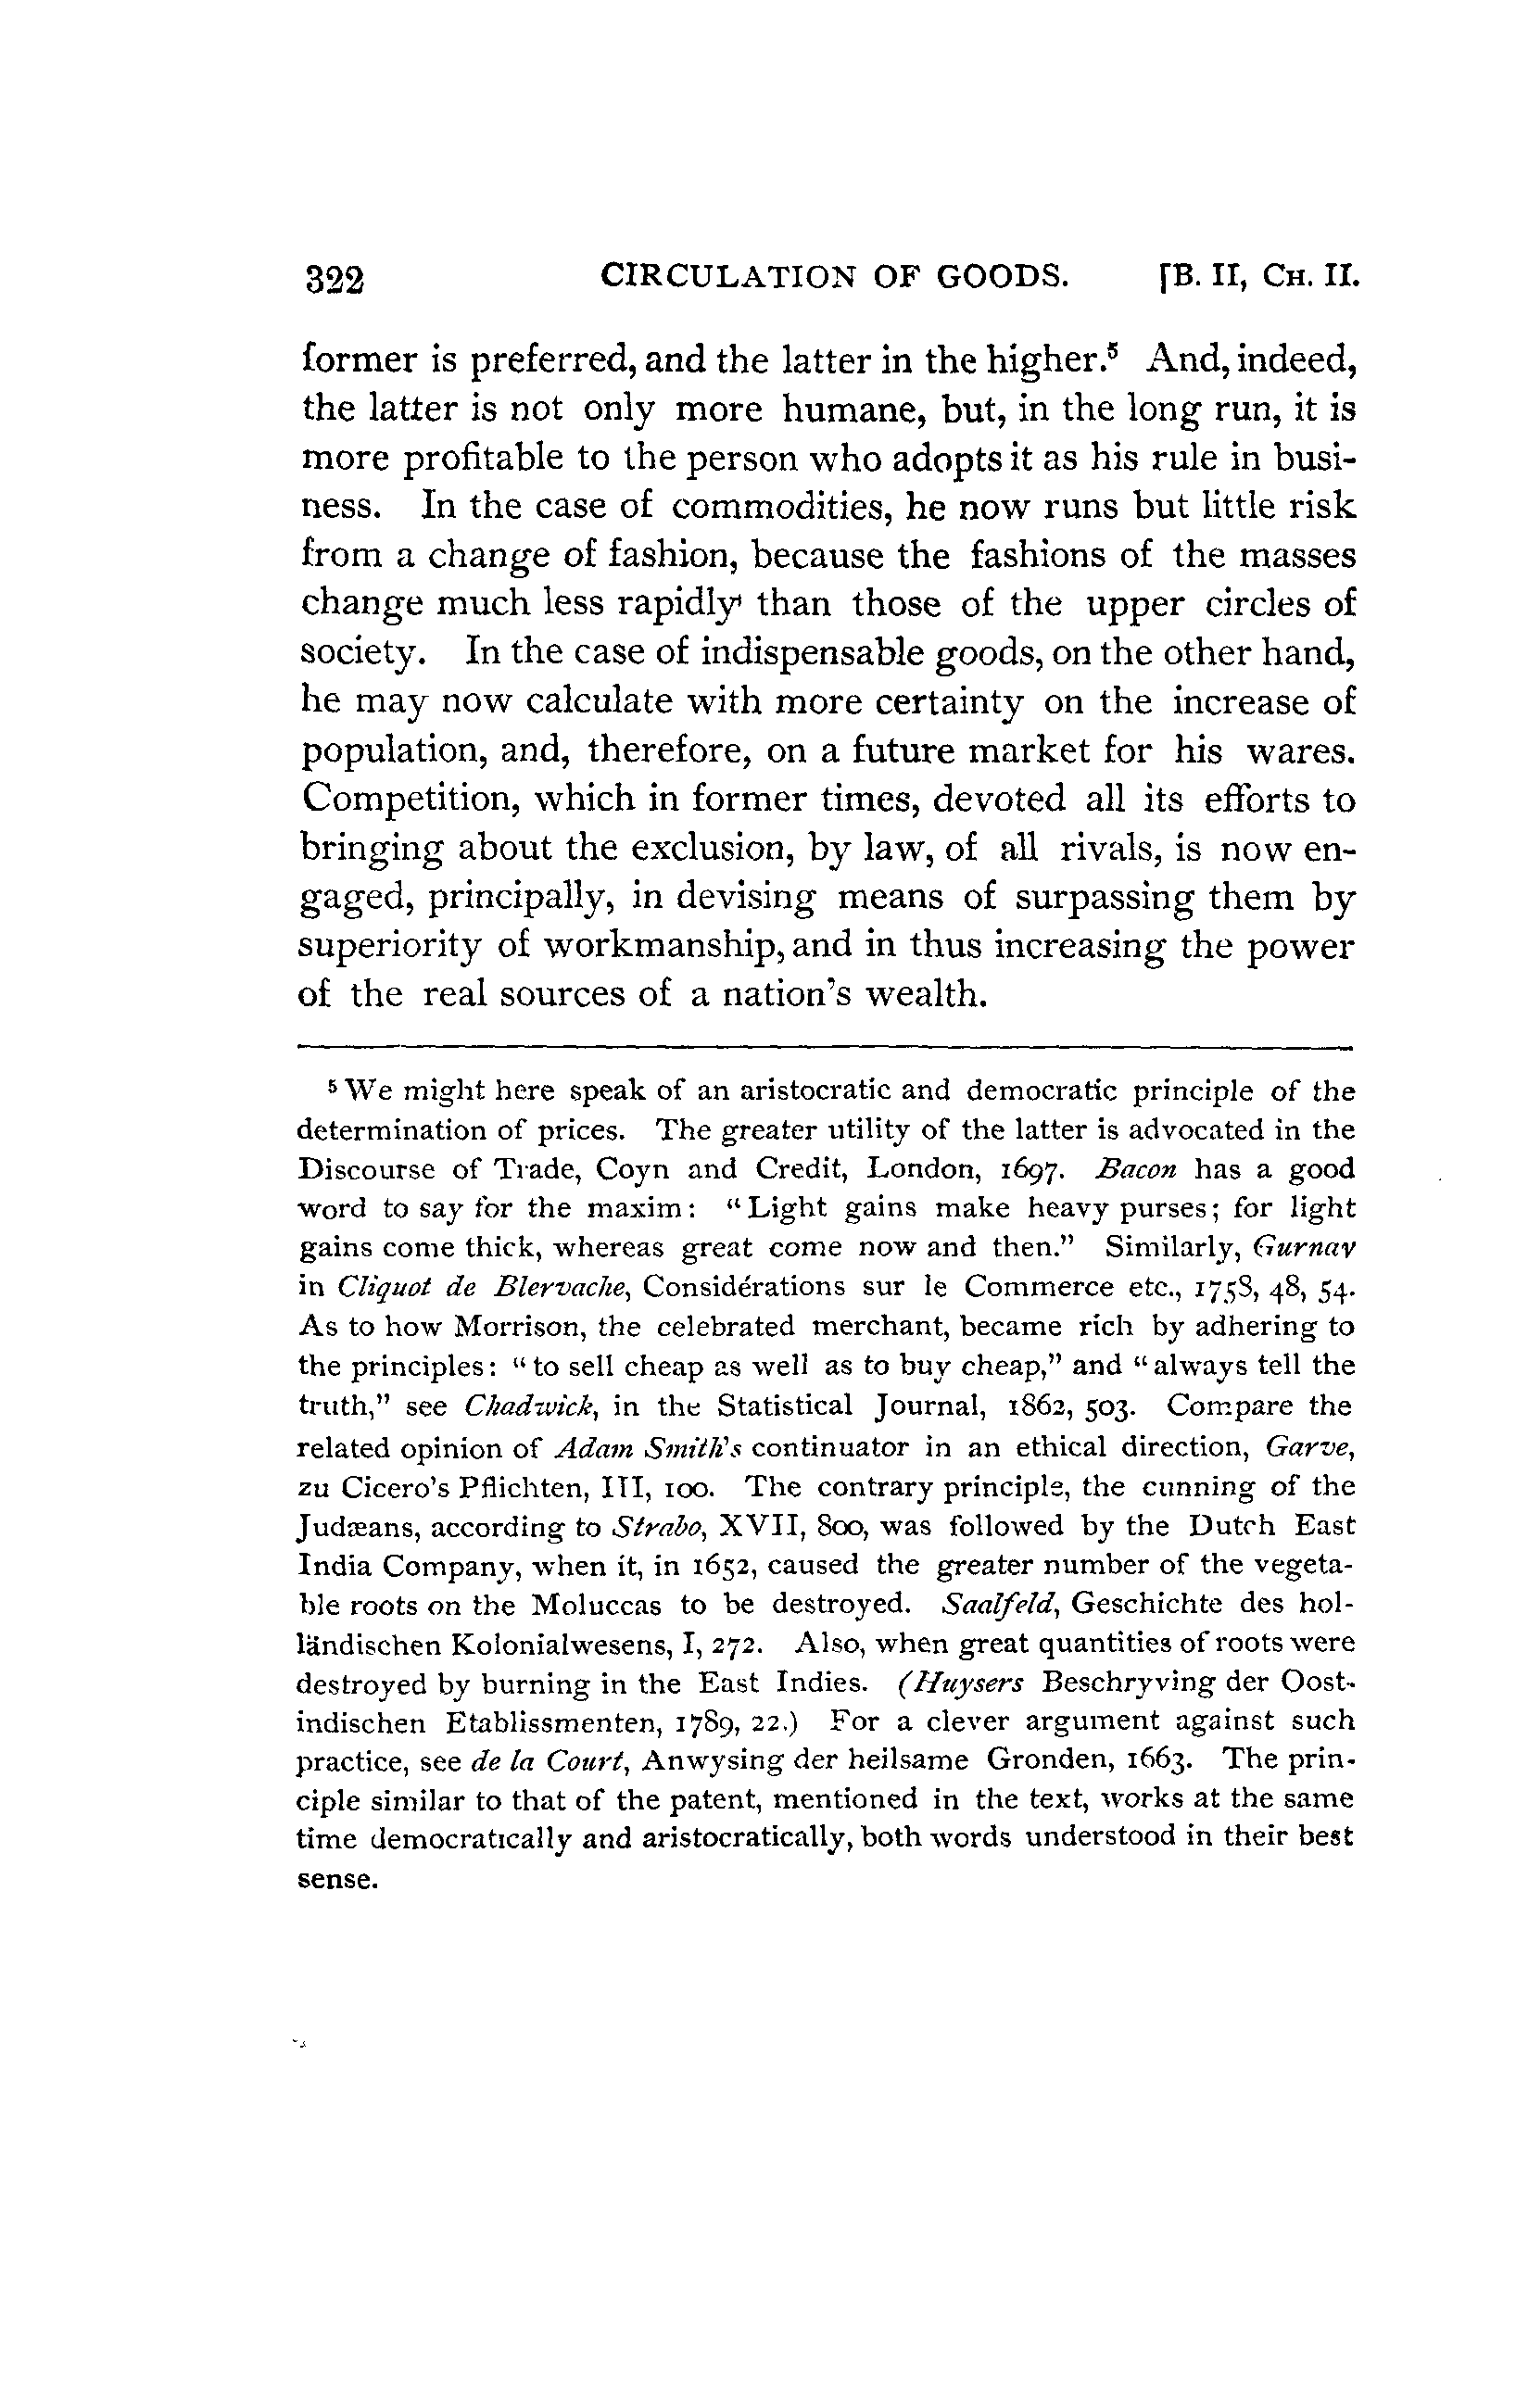 322 CIRCULATION OF GOODS. [B. II, CH. II.
former is preferred, and the latter in the higher.⁵ And, indeed,
the latter is not only more humane, but, in the long run, it is
more profitable to the person who adopts it as his rule in busi-
ness. In the case of commodities, he now runs but little risk
from a change of fashion, because the fashions of the masses
change much less rapidly than those of the upper circles of
society. In the case of indispensable goods, on the other hand,
he may now calculate with more certainty on the increase of
population, and, therefore, on a future market for his wares.
Competition, which in former times, devoted all its efforts to
bringing about the exclusion, by law, of all rivals, is now en-
gaged, principally, in devising means of surpassing them by
superiority of workmanship, and in thus increasing the power
of the real sources of a nation's wealth.
⁵ We might here speak of an aristocratic and democratic principle of the
determination of prices. The greater utility of the latter is advocated in the
Discourse of Trade, Coyn and Credit, London, 1697. Bacon has a good
word to say for the maxim: "Light gains make heavy purses; for light
gains come thick, whereas great come now and then." Similarly, Gurnay
in Cliquot de Blervache, Considérations sur le Commerce etc., 1758, 48, 54.
As to how Morrison, the celebrated merchant, became rich by adhering to
the principles: "to sell cheap as well as to buy cheap," and "always tell the
truth," see Chadwick, in the Statistical Journal, 1862, 503. Compare the
related opinion of Adam Smith's continuator in an ethical direction, Garve,
zu Cicero's Pflichten, III, 100. The contrary principle, the cunning of the
Judæans, according to Strabo, XVII, 800, was followed by the Dutch East
India Company, when it, in 1652, caused the greater number of the vegeta-
ble roots on the Moluccas to be destroyed. Saalfeld, Geschichte des hol-
ländischen Kolonialwesens, I, 272. Also, when great quantities of roots were
destroyed by burning in the East Indies. (Huysers Beschryving der Oost-
indischen Etablissmenten, 1789, 22.) For a clever argument against such
practice, see de la Court, Anwysing der heilsame Gronden, 1663. The prin-
ciple similar to that of the patent, mentioned in the text, works at the same
time democratically and aristocratically, both words understood in their best
sense.